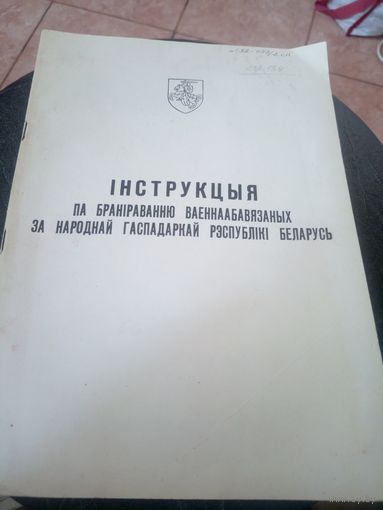 ІНСТРУКЦЫЯ
ПА БРАНІРАВАННЮ ВАЕННААБАВЯЗАНЫХ
ЗА НАРОДНАЙ ГАСПАДАРКАЙ РЭСПУБЛІКІ БЕЛАРУСЬ